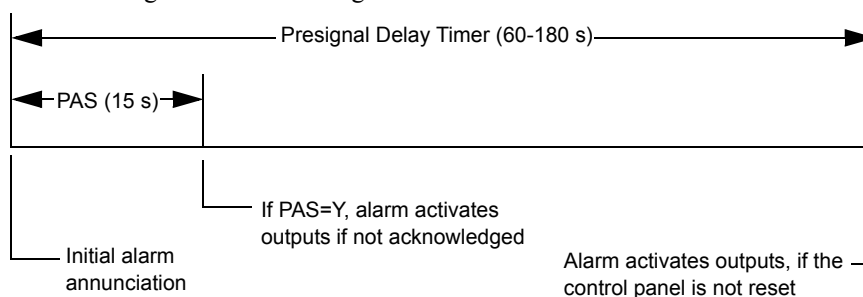 Presignal Delay Timer (60-180 s)
PAS (15 s)
If PAS=Y, alarm activates
outputs if not acknowledged
Initial alarm
annunciation
Alarm activates outputs, if the
control panel is not reset